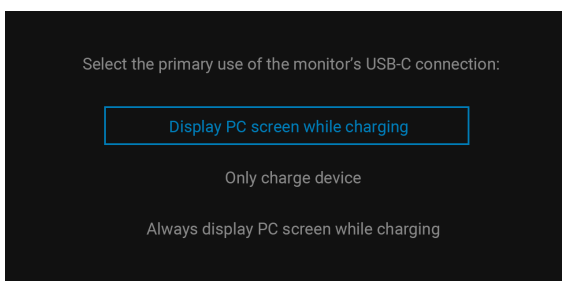 Select the primary use of the monitor’s USB-C connection:
Display PC screen while charging
Only charge device
Always display PC screen while charging